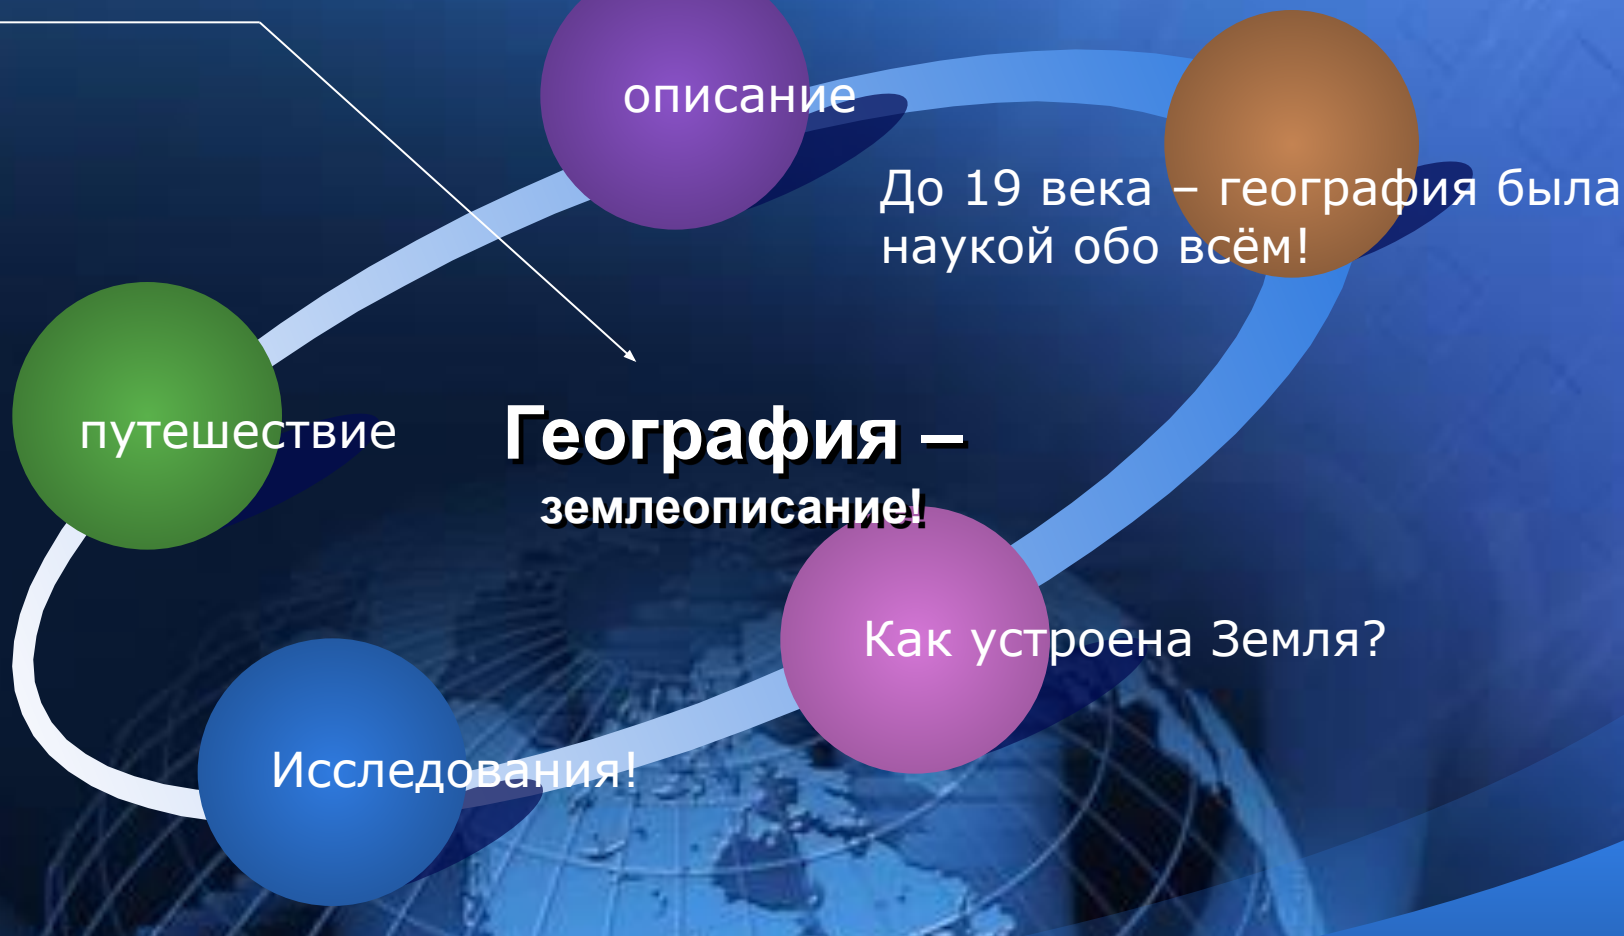 описание
До 19 века – география была
наукой обо всём!
путешествие
География –
землеописание!
Как устроена Земля?
Исследования!